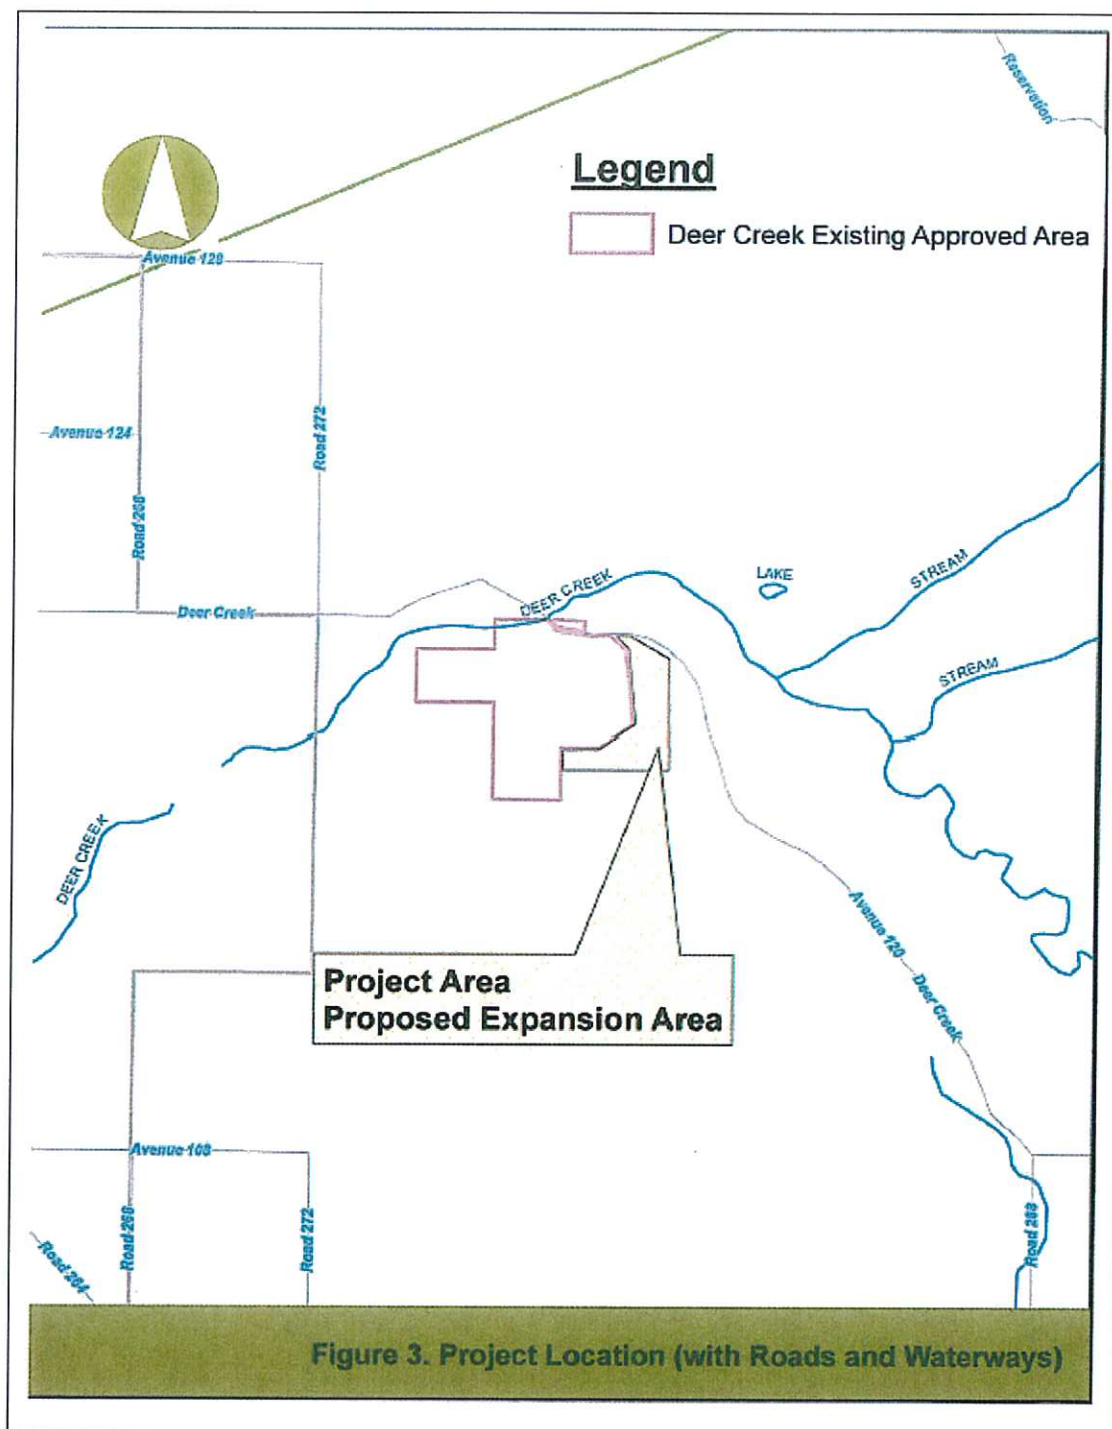 Reservation
Legend
Deer Creek Existing Approved Area
Avenue 128
Avenue 124
Road 272
Road 268
Deer Creek
DEER CREEK
LAKE
STREAM
STREAM
DEER CREEK
Avenue 120
Deer Creek
Project Area
Proposed Expansion Area
Avenue 108
Road 268
Road 272
Road 264
Road 288
Figure 3. Project Location (with Roads and Waterways)